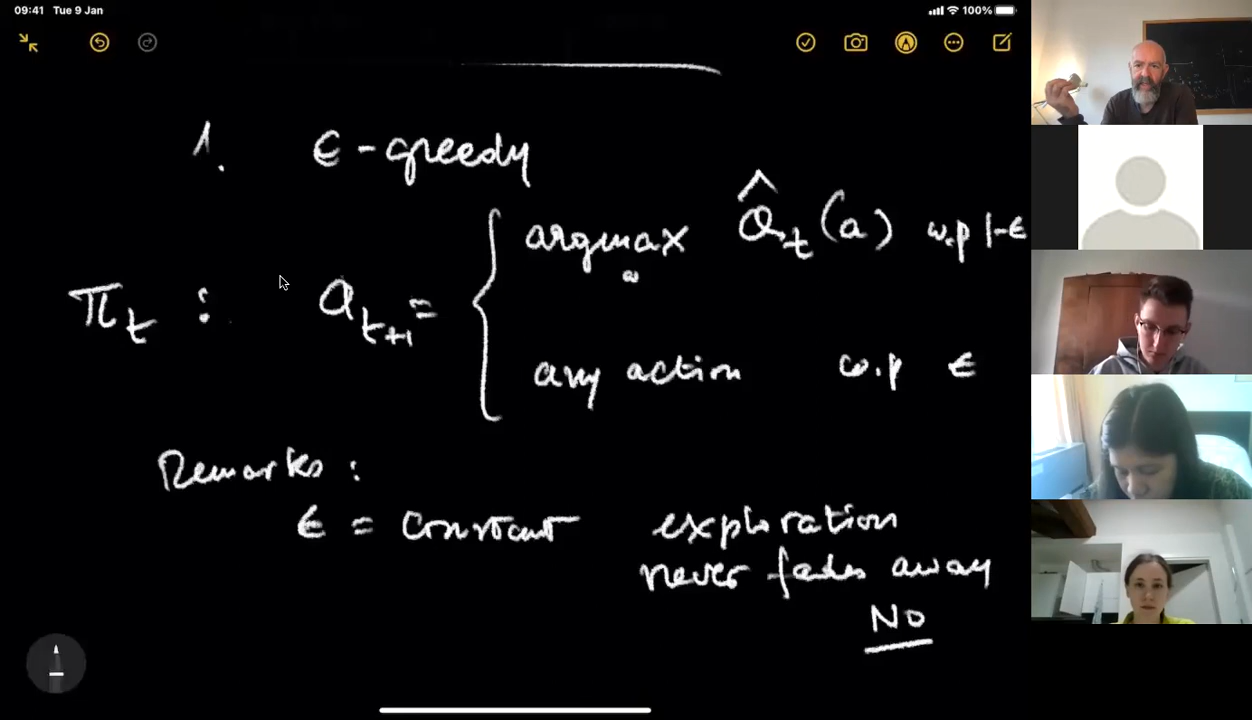 09:41 Tue 9 Jan 100%
1. ϵ-greedy
π_t : a_{t+1} = { argmax_a Q̂_t(a) w.p 1-ϵ
any action w.p ϵ
Remarks :
ϵ = constant exploration
never fades away
NO